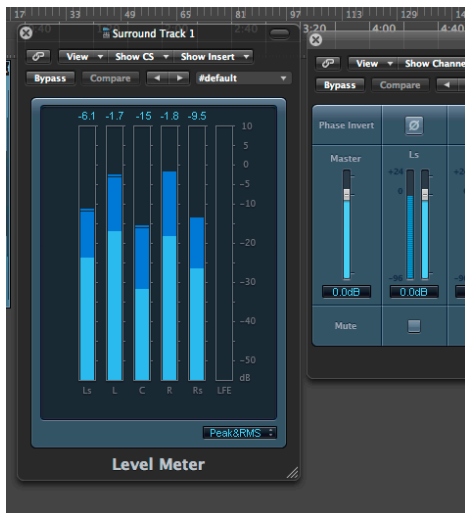 17 33 49 65 81 97 113 129
2:40 3:20 4:00 4:40
Surround Track 1
View Show CS Show Insert
Bypass Compare #default
-6.1 -1.7 -15 -1.8 -9.5
10
5
0
-5
-10
-20
-30
-40
-50
dB
Ls L C R Rs LFE
Peak&RMS
Level Meter
View Show Channe
Bypass Compare
Phase Invert Ø
Master Ls
+24
0
-96
0.0dB 0.0dB
Mute